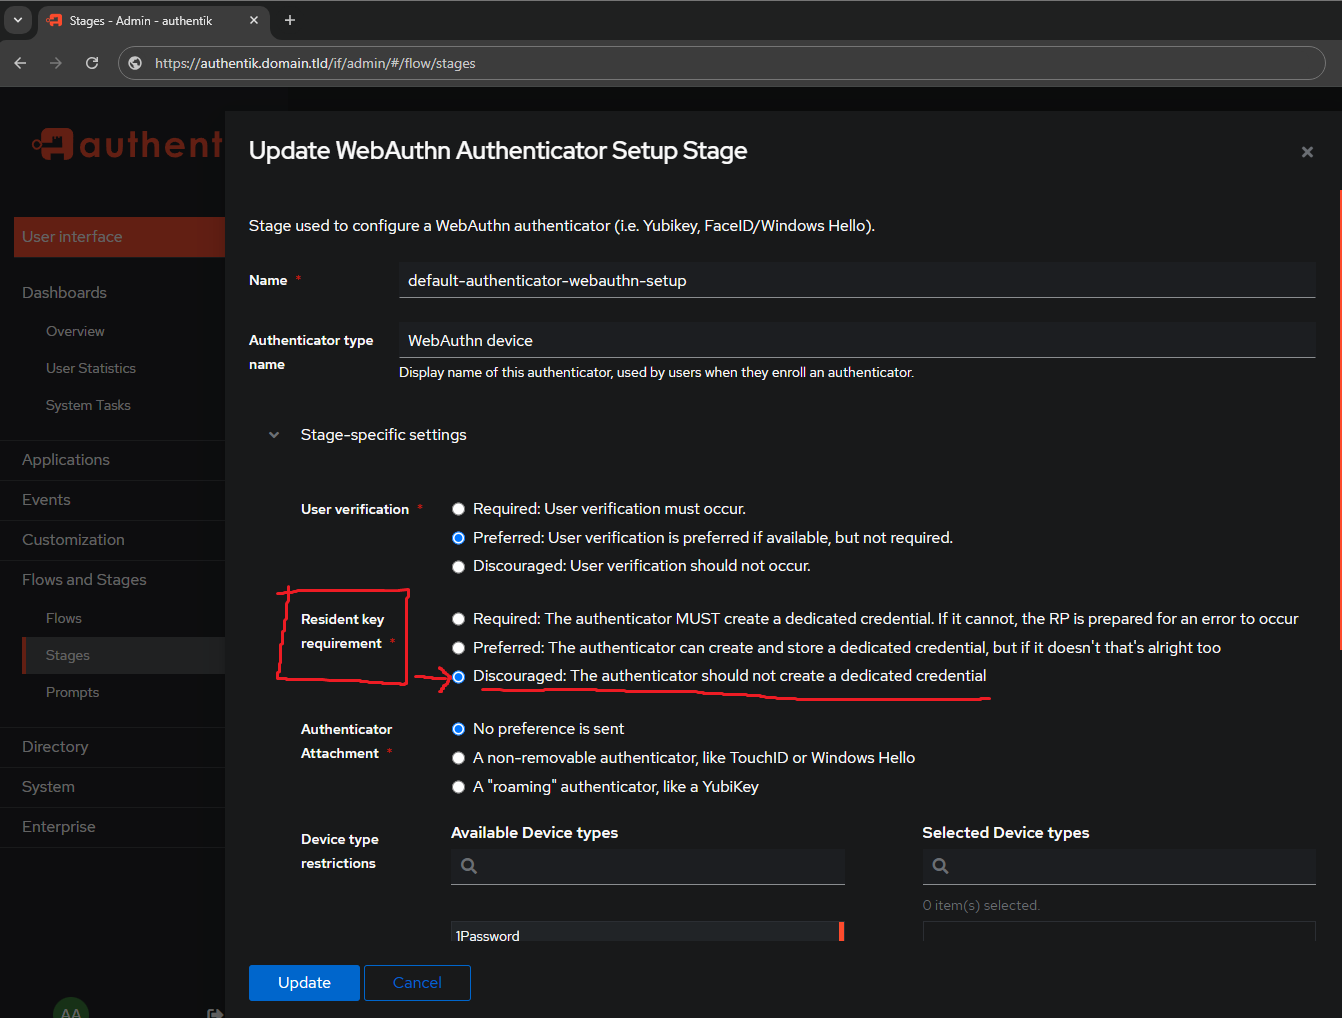 Stages - Admin - authentik
https://authentik.domain.tld/if/admin/#/flow/stages
authent
User interface
Dashboards
Overview
User Statistics
System Tasks
Applications
Events
Customization
Flows and Stages
Flows
Stages
Prompts
Directory
System
Enterprise
AA
Update WebAuthn Authenticator Setup Stage
Stage used to configure a WebAuthn authenticator (i.e. Yubikey, FaceID/Windows Hello).
Name *
default-authenticator-webauthn-setup
Authenticator type
name
WebAuthn device
Display name of this authenticator, used by users when they enroll an authenticator.
Stage-specific settings
User verification *
Required: User verification must occur.
Preferred: User verification is preferred if available, but not required.
Discouraged: User verification should not occur.
Resident key
requirement *
Required: The authenticator MUST create a dedicated credential. If it cannot, the RP is prepared for an error to occur
Preferred: The authenticator can create and store a dedicated credential, but if it doesn't that's alright too
Discouraged: The authenticator should not create a dedicated credential
Authenticator
Attachment *
No preference is sent
A non-removable authenticator, like TouchID or Windows Hello
A "roaming" authenticator, like a YubiKey
Device type
restrictions
Available Device types
1Password
Selected Device types
0 item(s) selected.
Update
Cancel